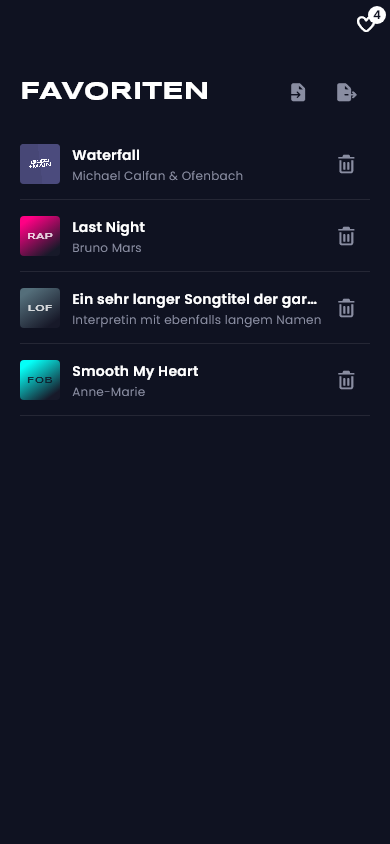 4
FAVORITEN
Waterfall
Michael Calfan & Ofenbach
RAP
Last Night
Bruno Mars
LOF
Ein sehr langer Songtitel der gar...
Interpretin mit ebenfalls langem Namen
FOB
Smooth My Heart
Anne-Marie